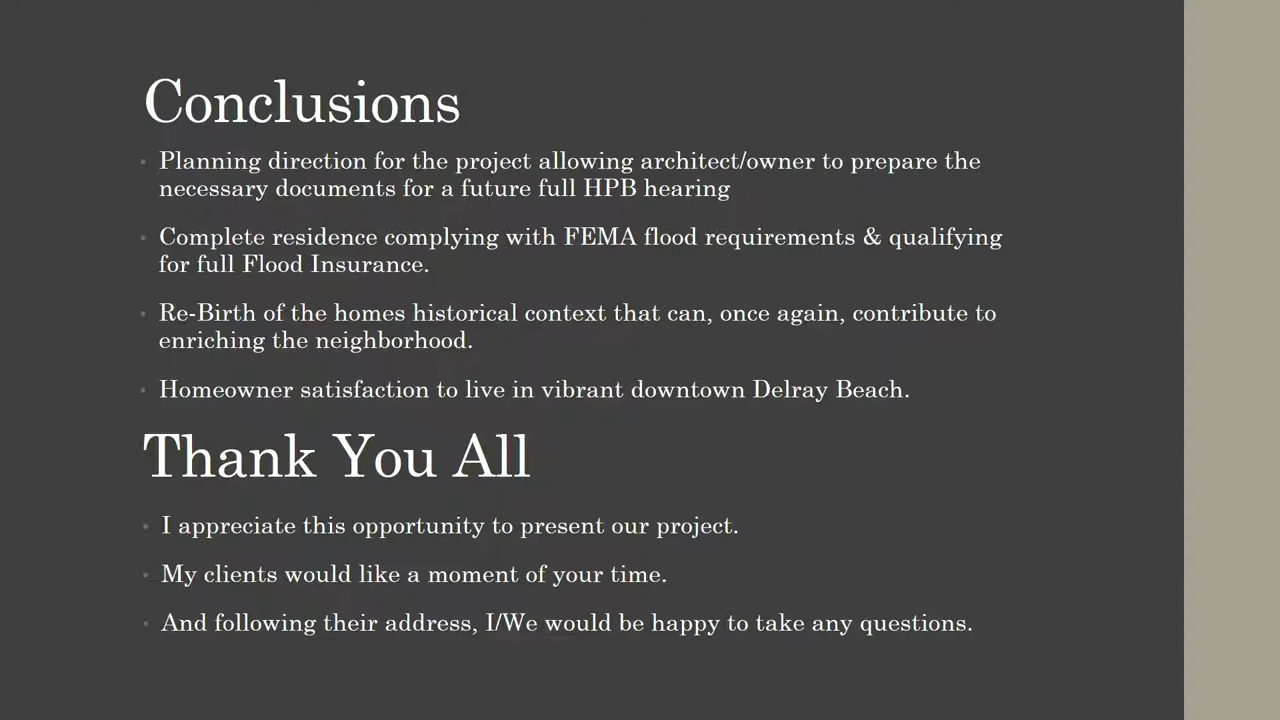 Conclusions
• Planning direction for the project allowing architect/owner to prepare the
necessary documents for a future full HPB hearing
• Complete residence complying with FEMA flood requirements & qualifying
for full Flood Insurance.
• Re-Birth of the homes historical context that can, once again, contribute to
enriching the neighborhood.
• Homeowner satisfaction to live in vibrant downtown Delray Beach.
Thank You All
• I appreciate this opportunity to present our project.
• My clients would like a moment of your time.
• And following their address, I/We would be happy to take any questions.